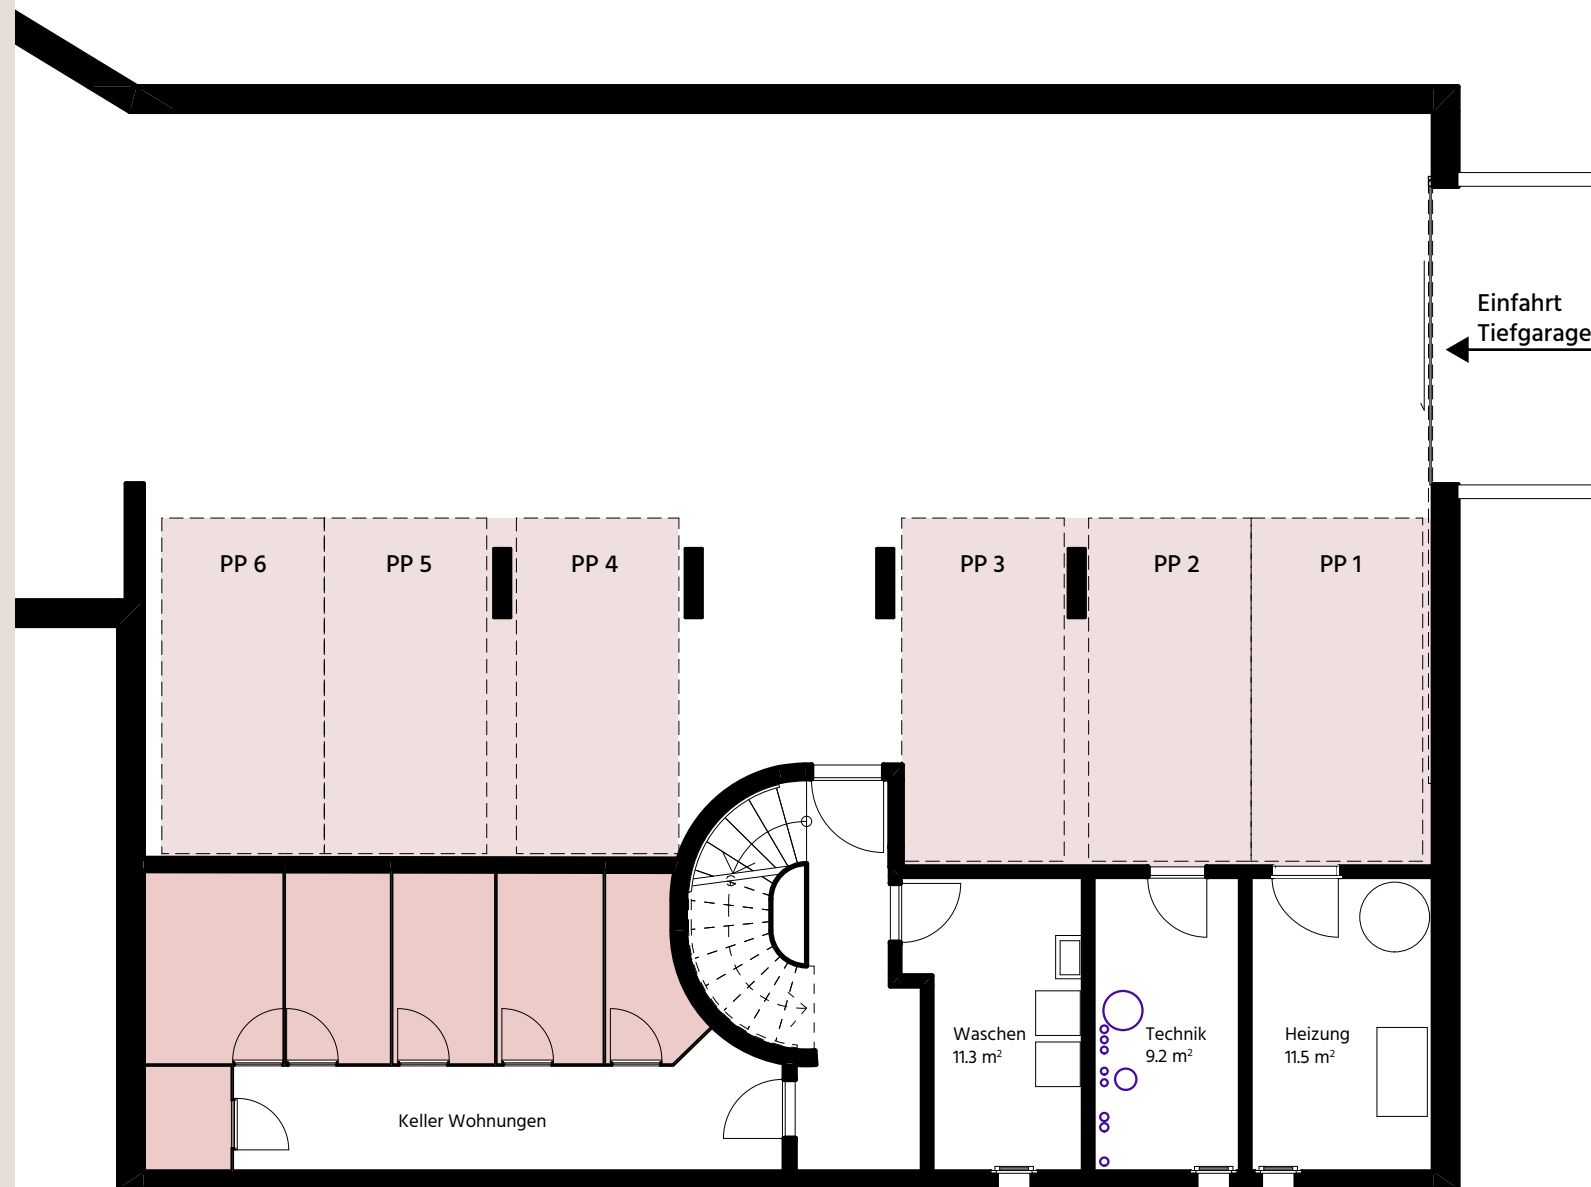 Einfahrt
Tiefgarage
PP 6
PP 5
PP 4
PP 3
PP 2
PP 1
Waschen
11.3 m²
Technik
9.2 m²
Heizung
11.5 m²
Keller Wohnungen